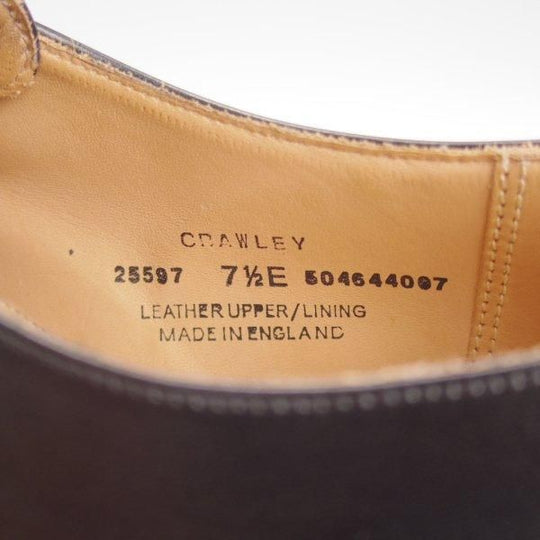 CRAWLEY
25597 7½E 504644097
LEATHER UPPER/LINING
MADE IN ENGLAND